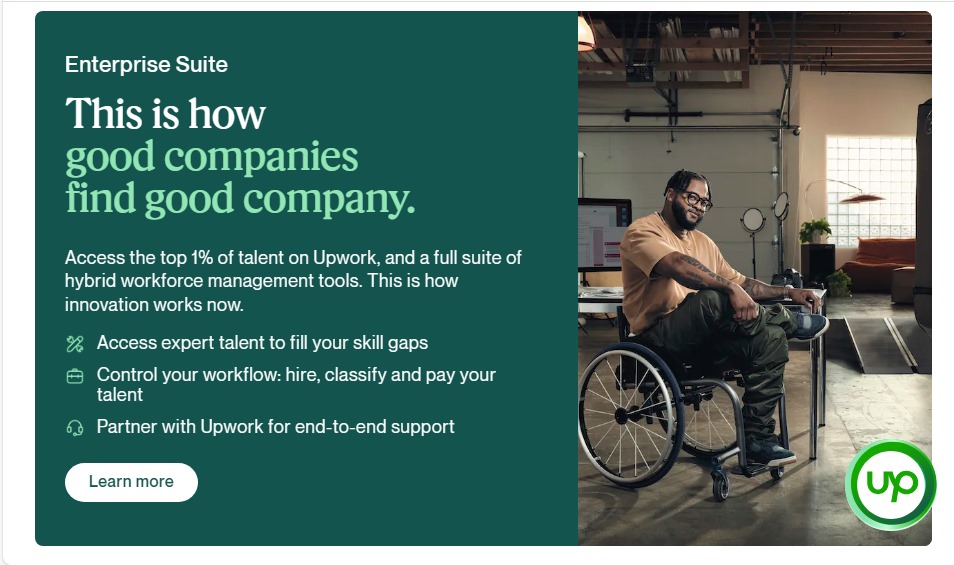 Enterprise Suite
This is how
good companies
find good company.
Access the top 1% of talent on Upwork, and a full suite of
hybrid workforce management tools. This is how
innovation works now.
Access expert talent to fill your skill gaps
Control your workflow: hire, classify and pay your
talent
Partner with Upwork for end-to-end support
Learn more
up